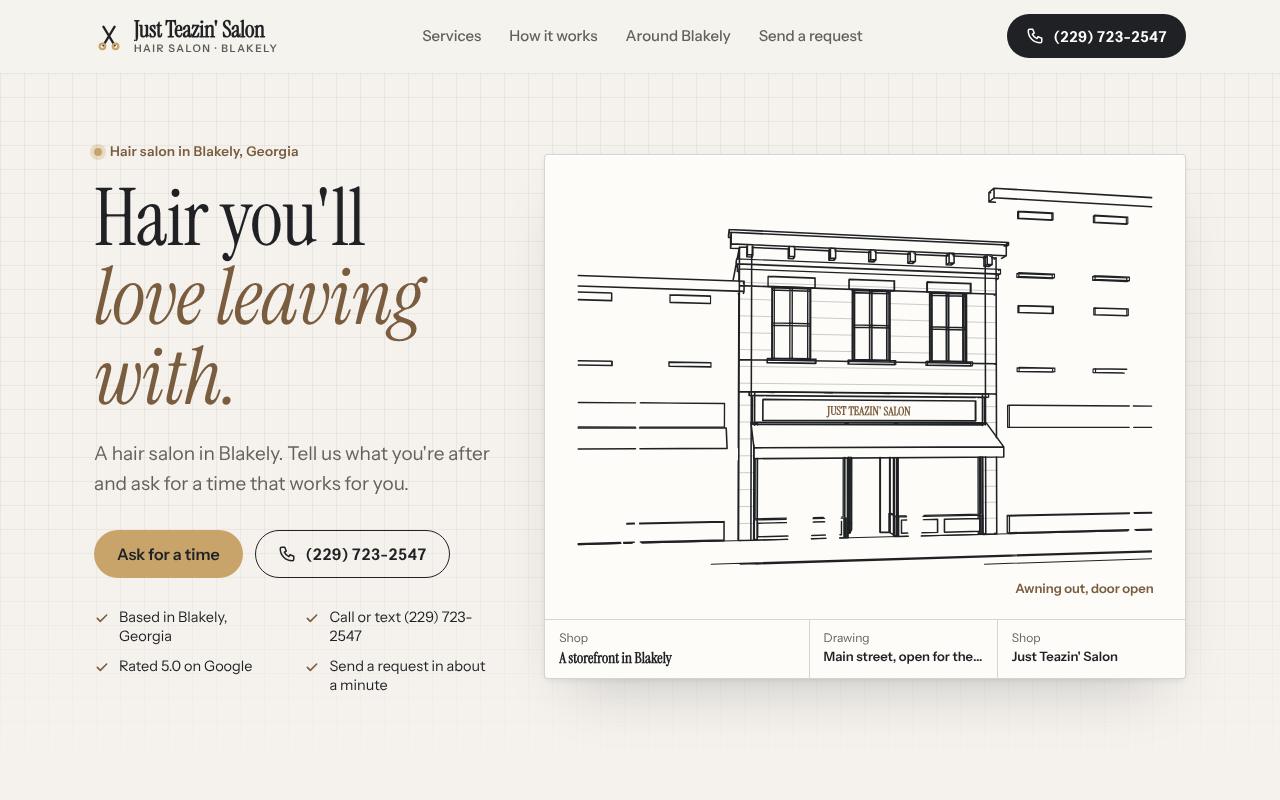 Just Teazin' Salon
HAIR SALON · BLAKELY
Services
How it works
Around Blakely
Send a request
(229) 723-2547
Hair salon in Blakely, Georgia
Hair you'll
love leaving
with.
A hair salon in Blakely. Tell us what you're after
and ask for a time that works for you.
Ask for a time
(229) 723-2547
Based in Blakely,
Georgia
Call or text (229) 723-
2547
Rated 5.0 on Google
Send a request in about
a minute
JUST TEAZIN' SALON
Awning out, door open
Shop
A storefront in Blakely
Drawing
Main street, open for the...
Shop
Just Teazin' Salon